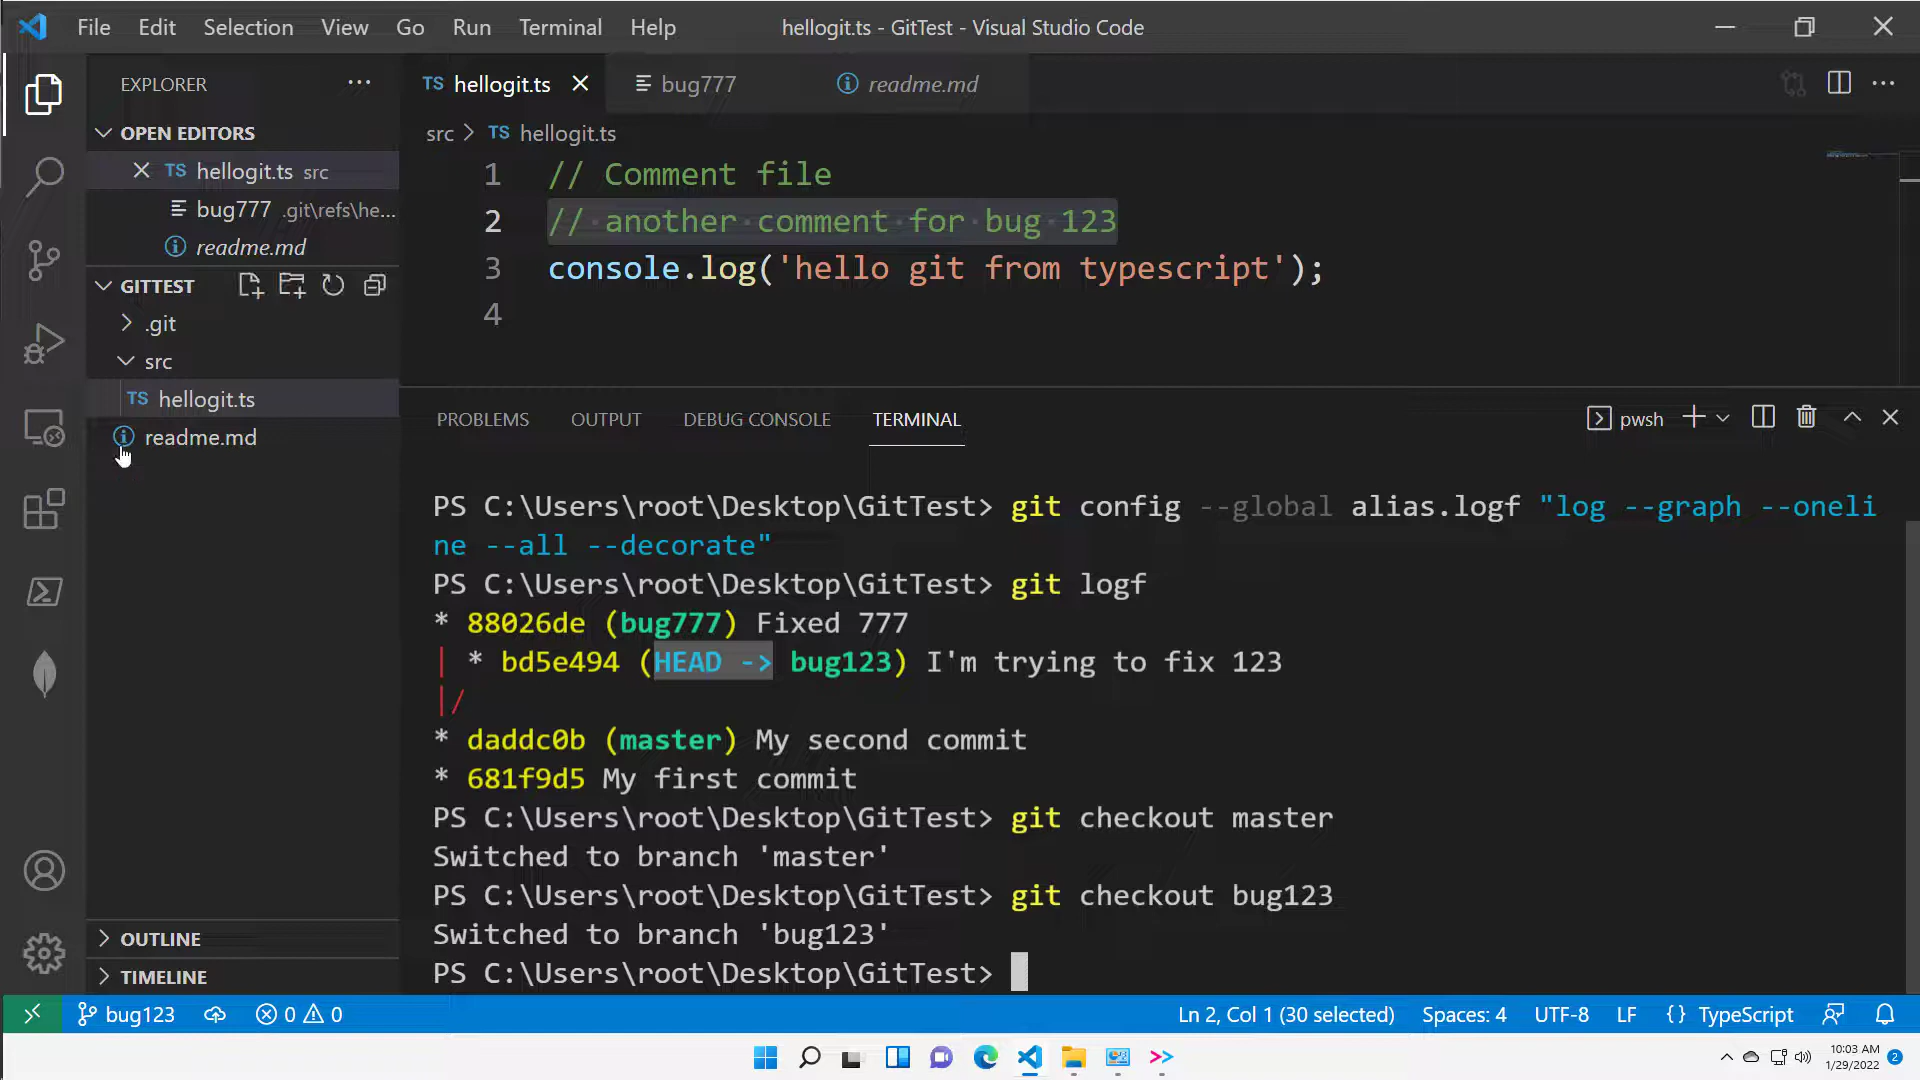 File Edit Selection View Go Run Terminal Help
hellogit.ts - GitTest - Visual Studio Code
EXPLORER
OPEN EDITORS
TS hellogit.ts src
bug777 .git\refs\he...
readme.md
GITTEST
.git
src
TS hellogit.ts
readme.md
OUTLINE
TIMELINE
TS hellogit.ts
bug777
readme.md
src > TS hellogit.ts
1 // Comment file
2 // another comment for bug 123
3 console.log('hello git from typescript');
4
PROBLEMS OUTPUT DEBUG CONSOLE TERMINAL
pwsh
PS C:\Users\root\Desktop\GitTest> git config --global alias.logf "log --graph --oneli
ne --all --decorate"
PS C:\Users\root\Desktop\GitTest> git logf
* 88026de (bug777) Fixed 777
| * bd5e494 (HEAD -> bug123) I'm trying to fix 123
|/
* daddc0b (master) My second commit
* 681f9d5 My first commit
PS C:\Users\root\Desktop\GitTest> git checkout master
Switched to branch 'master'
PS C:\Users\root\Desktop\GitTest> git checkout bug123
Switched to branch 'bug123'
PS C:\Users\root\Desktop\GitTest>
bug123 0 0 Ln 2, Col 1 (30 selected) Spaces: 4 UTF-8 LF {} TypeScript
10:03 AM
1/29/2022
2